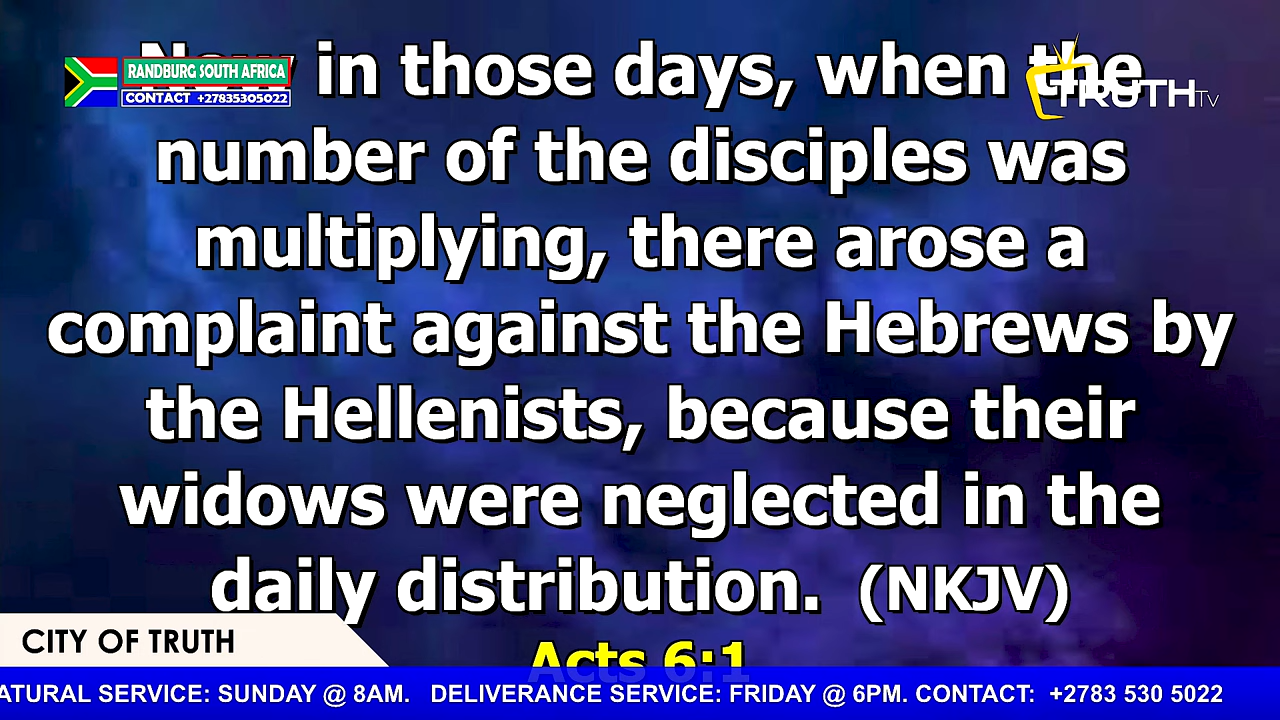 Now in those days, when the
RANDBURG SOUTH AFRICA
CONTACT +27835305022
TRUTH TV
number of the disciples was
multiplying, there arose a
complaint against the Hebrews by
the Hellenists, because their
widows were neglected in the
daily distribution. (NKJV)
Acts 6:1
CITY OF TRUTH
ATURAL SERVICE: SUNDAY @ 8AM. DELIVERANCE SERVICE: FRIDAY @ 6PM. CONTACT: +2783 530 5022